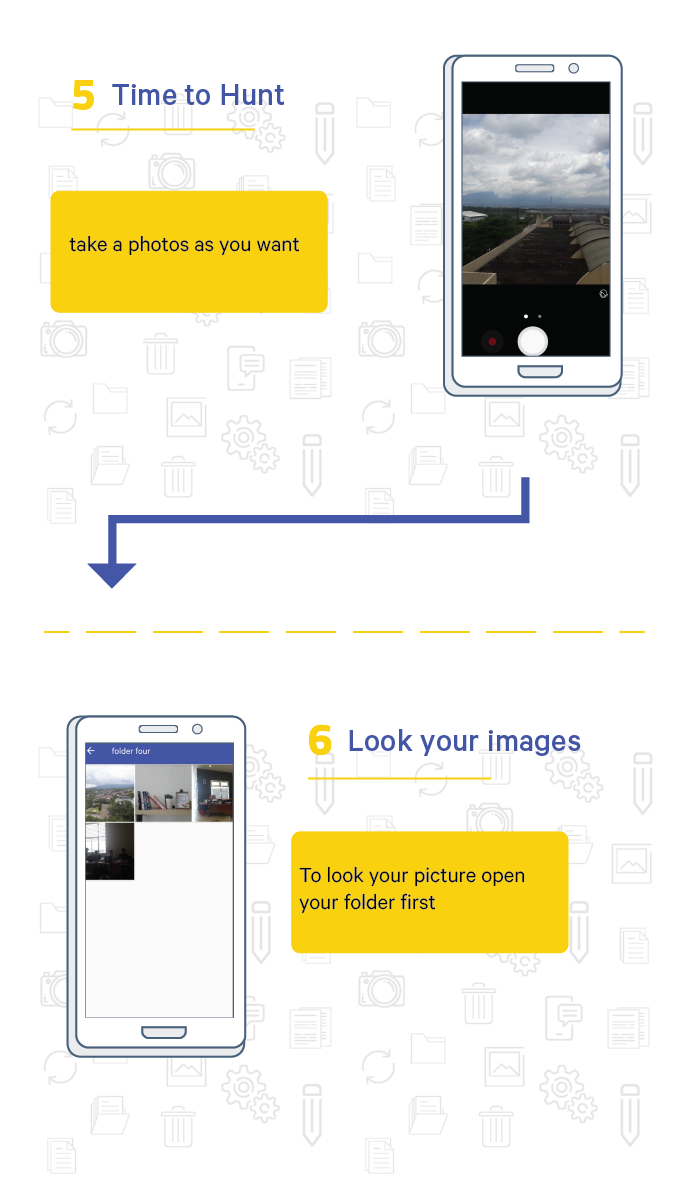 5 Time to Hunt
take a photos as you want
folder four
6 Look your images
To look your picture open
your folder first